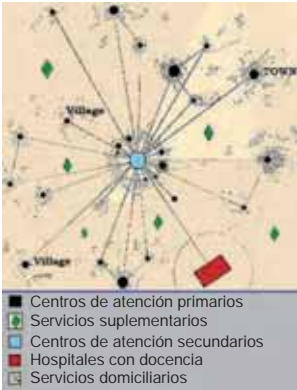 TOWN
Village
Village
Centros de atención primarios
Servicios suplementarios
Centros de atención secundarios
Hospitales con docencia
Servicios domiciliarios